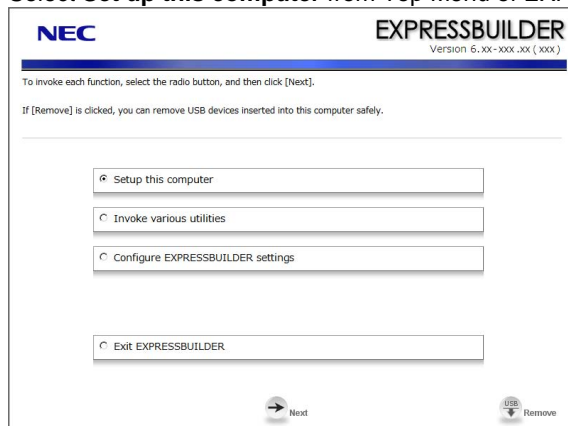 Select Set up this computer from Top menu of
NEC
EXPRESSBUILDER
Version 6.xx-xxx.xx (xxx)
To invoke each function, select the radio button, and then click [Next].
If [Remove] is clicked, you can remove USB devices inserted into this computer safely.
Setup this computer
Invoke various utilities
Configure EXPRESSBUILDER settings
Exit EXPRESSBUILDER
Next
USB
Remove